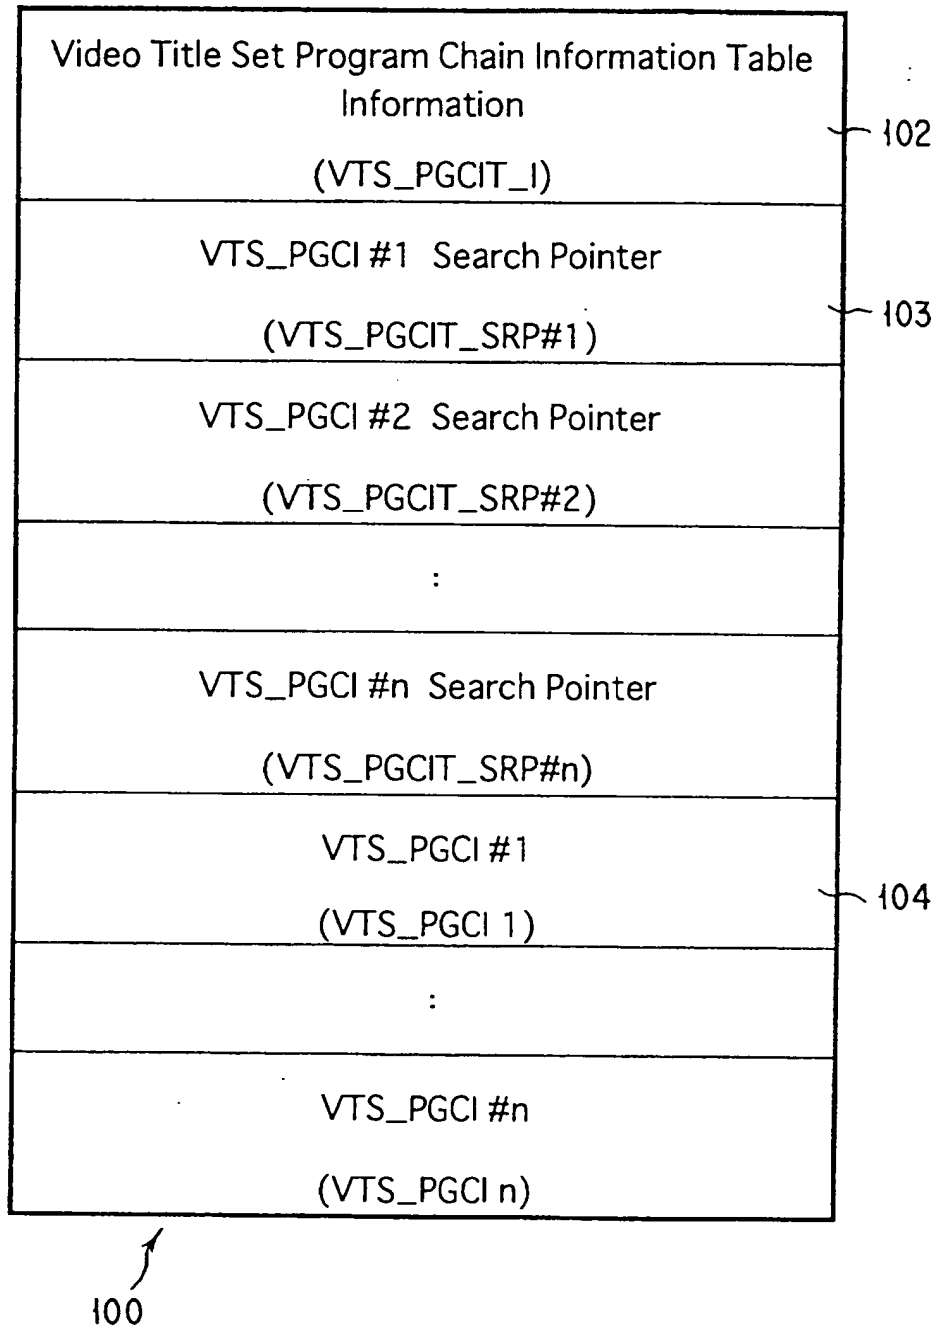 Video Title Set Program Chain Information Table
Information
(VTS_PGCIT_I)
102
VTS_PGCI #1 Search Pointer
(VTS_PGCIT_SRP#1)
103
VTS_PGCI #2 Search Pointer
(VTS_PGCIT_SRP#2)
:
VTS_PGCI #n Search Pointer
(VTS_PGCIT_SRP#n)
VTS_PGCI #1
(VTS_PGCI 1)
104
:
VTS_PGCI #n
(VTS_PGCI n)
100